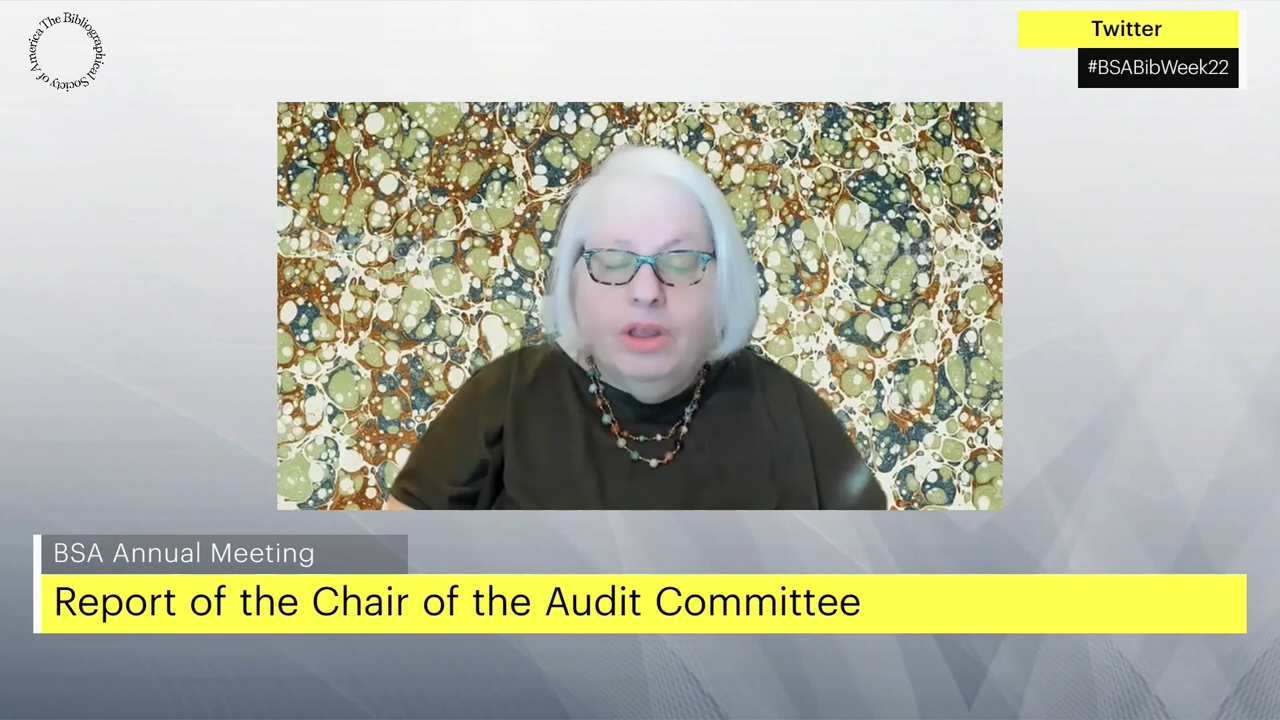 The Bibliographical Society of America
Twitter
#BSABibWeek22
BSA Annual Meeting
Report of the Chair of the Audit Committee